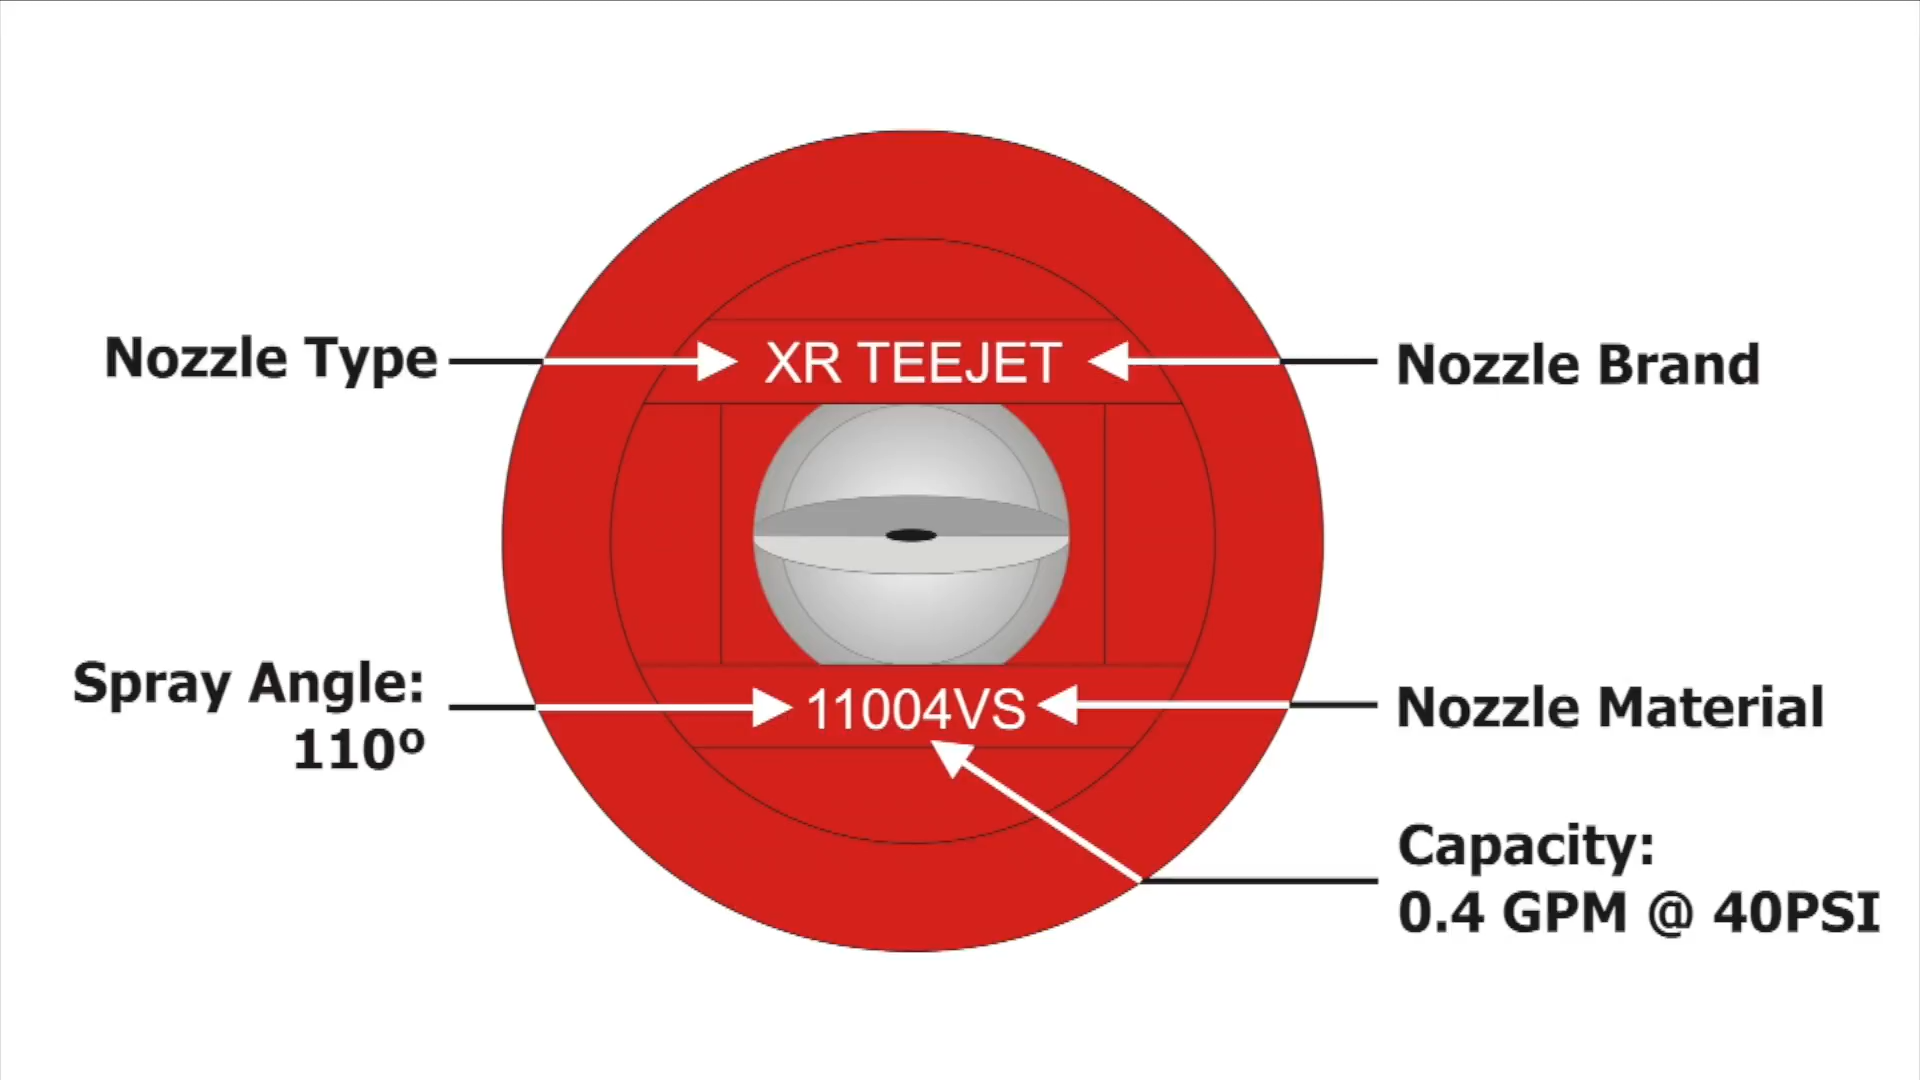 Nozzle Type
XR TEEJET
Nozzle Brand
Spray Angle:
110º
11004VS
Nozzle Material
Capacity:
0.4 GPM @ 40PSI